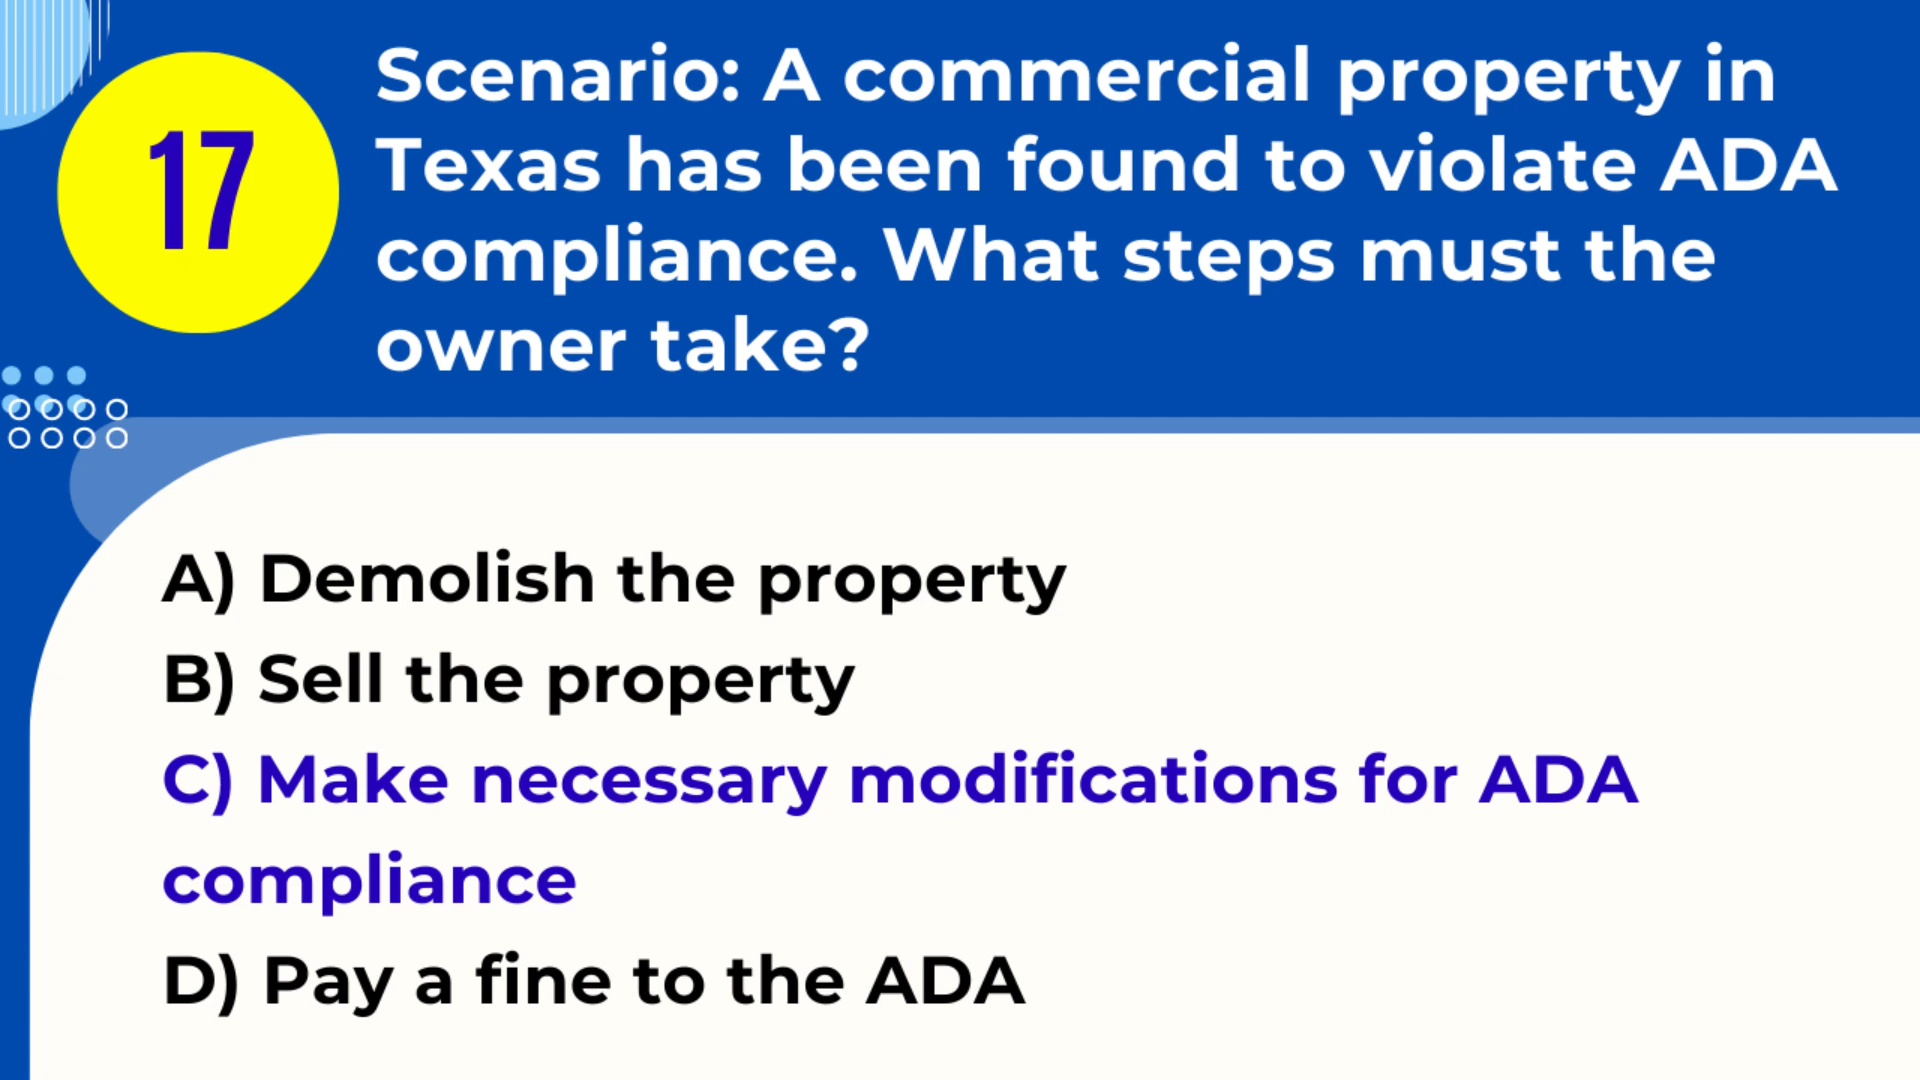 17
Scenario: A commercial property in
Texas has been found to violate ADA
compliance. What steps must the
owner take?
A) Demolish the property
B) Sell the property
C) Make necessary modifications for ADA
compliance
D) Pay a fine to the ADA